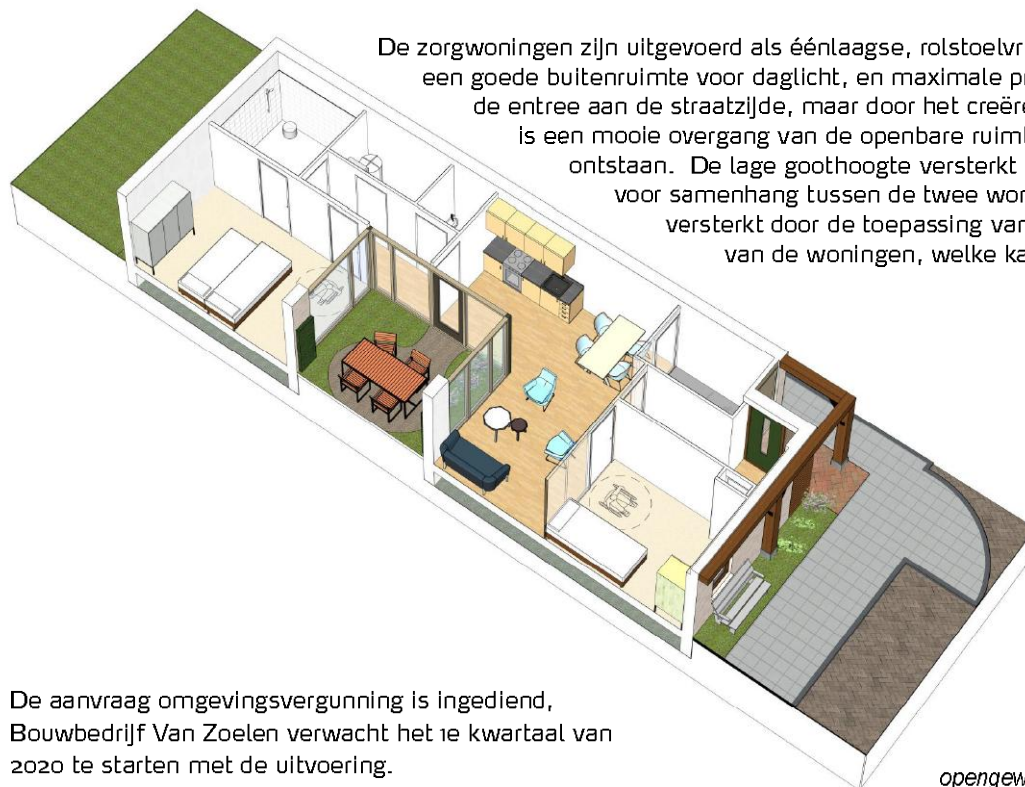 De zorgwoningen zijn uitgevoerd als éénlaagse, rolstoelvr
een goede buitenruimte voor daglicht, en maximale pr
de entree aan de straatzijde, maar door het creëre
is een mooie overgang van de openbare ruim
ontstaan. De lage goothoogte versterkt
voor samenhang tussen de twee wor
versterkt door de toepassing var
van de woningen, welke ka
De aanvraag omgevingsvergunning is ingediend,
Bouwbedrijf Van Zoelen verwacht het 1e kwartaal van
2020 te starten met de uitvoering.
opengew